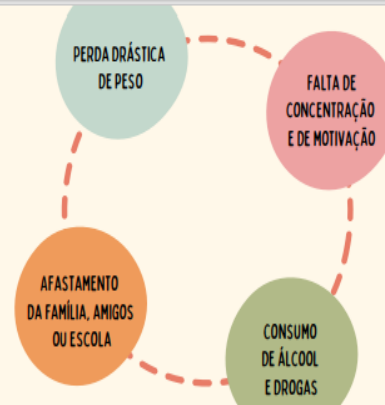 PERDA DRÁSTICA
DE PESO
FALTA DE
CONCENTRAÇÃO
E DE MOTIVAÇÃO
AFASTAMENTO
DA FAMÍLIA, AMIGOS
OU ESCOLA
CONSUMO
DE ÁLCOOL
E DROGAS